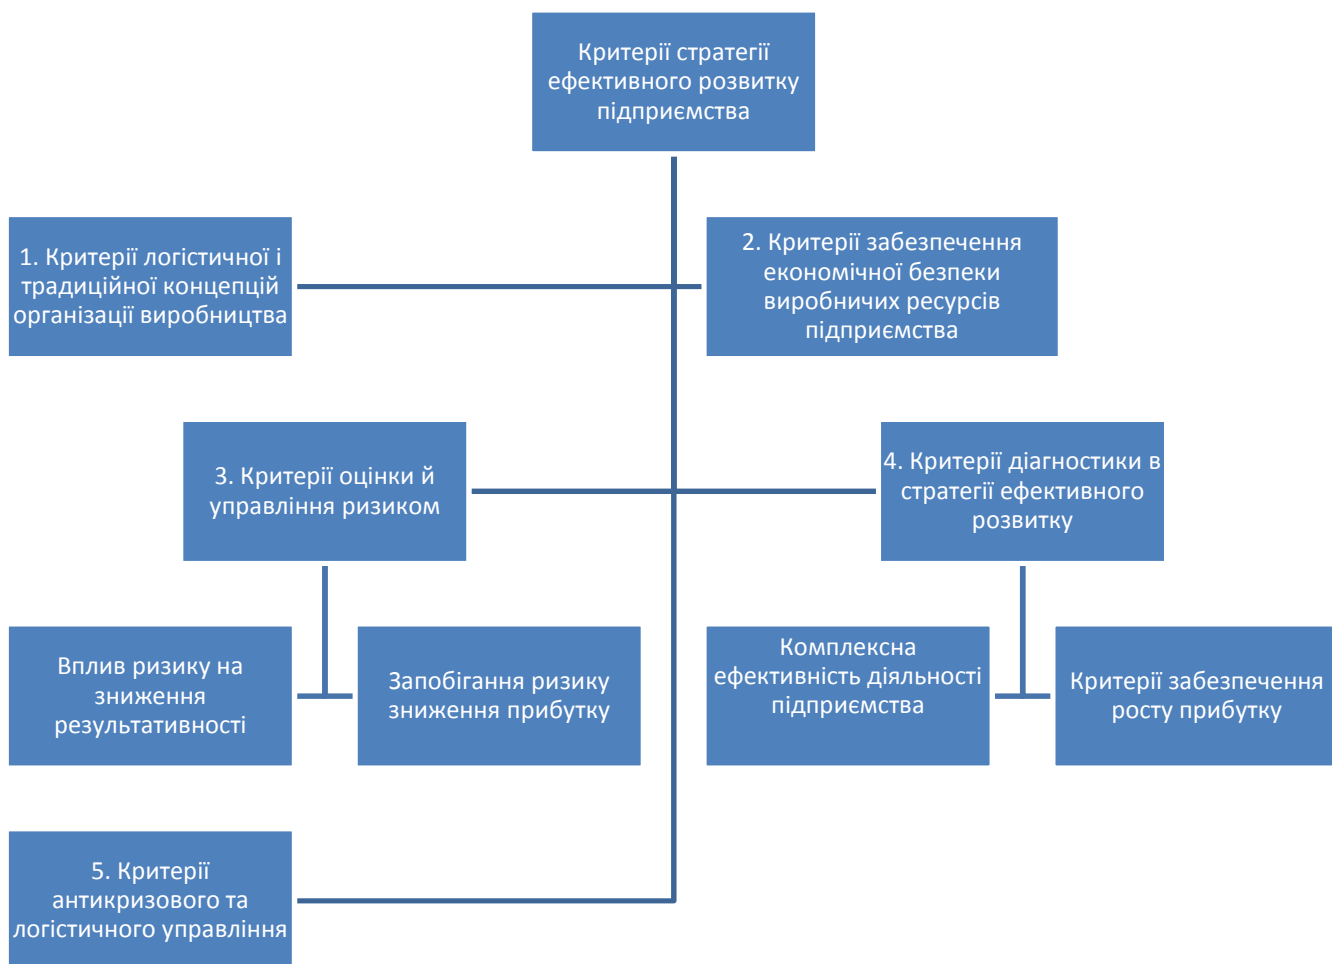 Критерії стратегії
ефективного розвитку
підприємства
1. Критерії логістичної і
традиційної концепцій
організації виробництва
2. Критерії забезпечення
економічної безпеки
виробничих ресурсів
підприємства
3. Критерії оцінки й
управління ризиком
4. Критерії діагностики в
стратегії ефективного
розвитку
Вплив ризику на
зниження
результативності
Запобігання ризику
зниження прибутку
Комплексна
ефективність діяльності
підприємства
Критерії забезпечення
росту прибутку
5. Критерії
антикризового та
логістичного управління